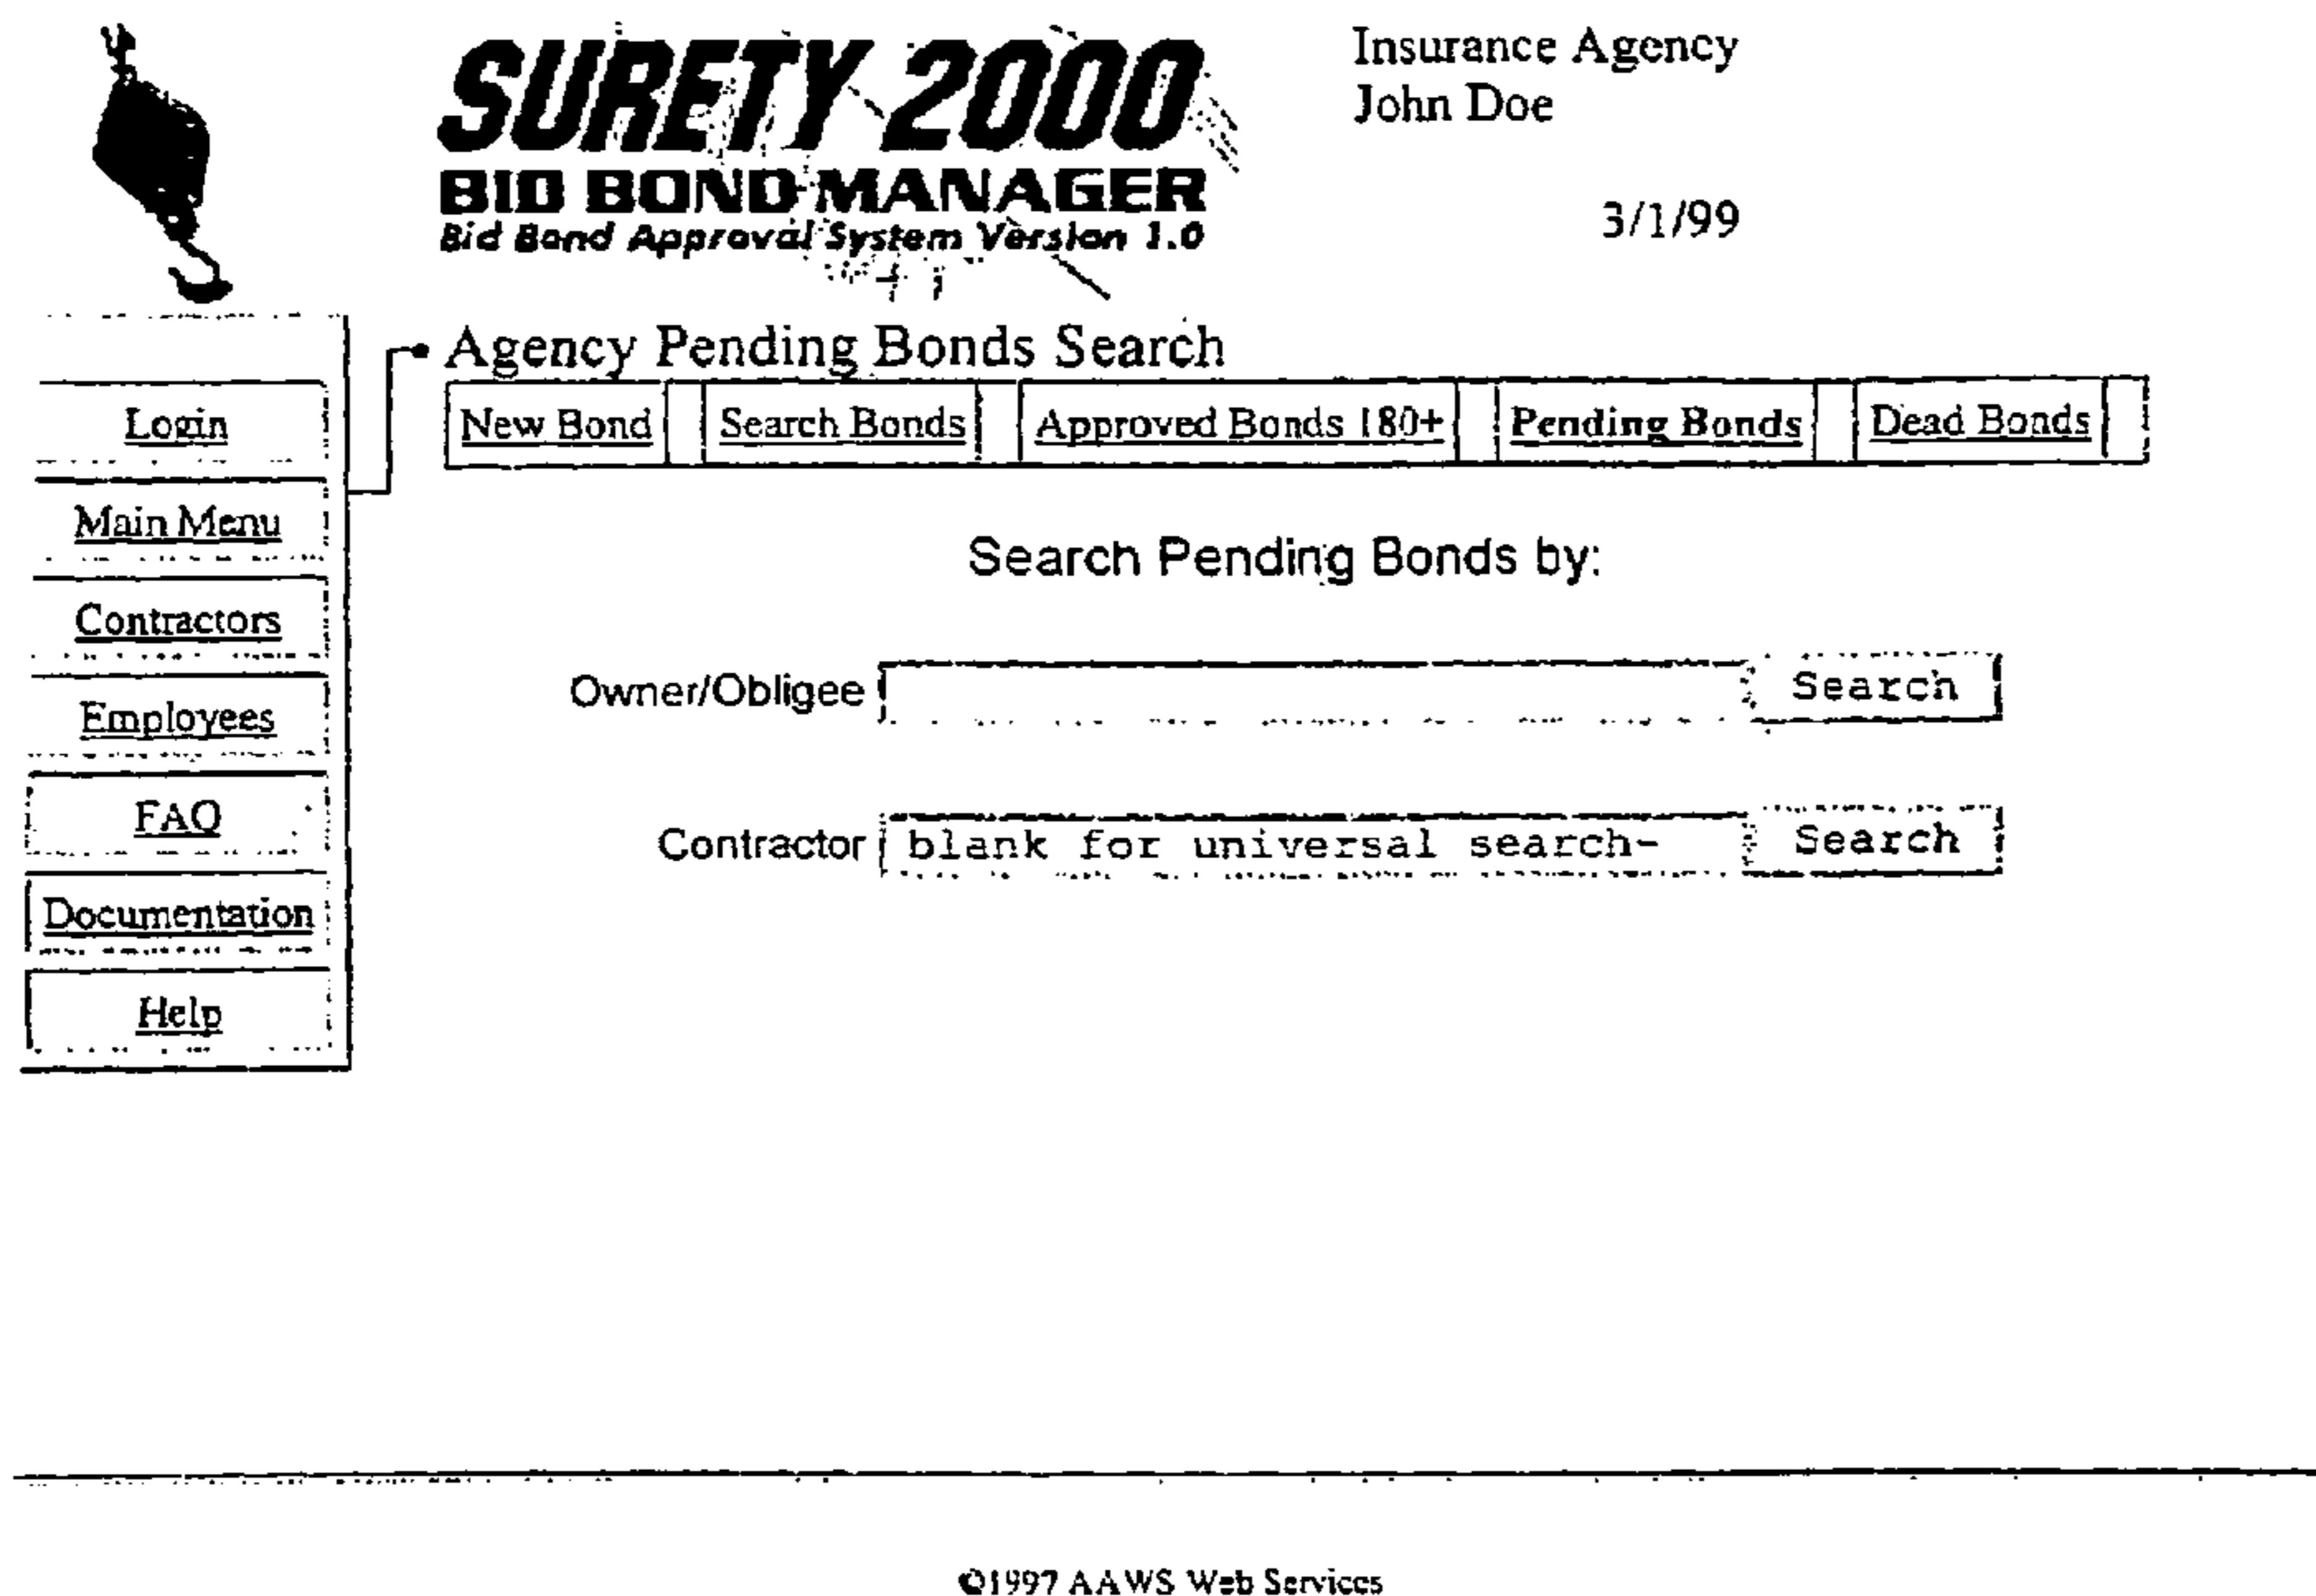 SURETY 2000
BID BOND MANAGER
Bid Bond Approval System Version 1.0
Insurance Agency
John Doe
3/1/99
Agency Pending Bonds Search
New Bond Search Bonds Approved Bonds 180+ Pending Bonds Dead Bonds
Login
Main Menu
Contractors
Employees
FAQ
Documentation
Help
Search Pending Bonds by:
Owner/Obligee Search
Contractor blank for universal search- Search
©1997 AAWS Web Services